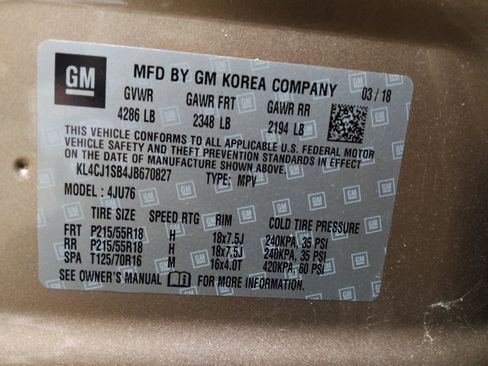 GM
MFD BY GM KOREA COMPANY
03 / 18
GVWR GAWR FRT GAWR RR
4286 LB 2348 LB 2194 LB
THIS VEHICLE CONFORMS TO ALL APPLICABLE U.S. FEDERAL MOTOR
VEHICLE SAFETY AND THEFT PREVENTION STANDARDS IN EFFECT
ON THE DATE OF MANUFACTURE SHOWN ABOVE.
KL4CJ1SB4JB670827 TYPE: MPV
MODEL: 4JU76
TIRE SIZE SPEED RTG RIM COLD TIRE PRESSURE
FRT P215/55R18 H 18x7.5J 240KPA, 35 PSI
RR P215/55R18 H 18x7.5J 240KPA, 35 PSI
SPA T125/70R16 M 16x4.0T 420KPA, 60 PSI
SEE OWNER'S MANUAL FOR MORE INFORMATION